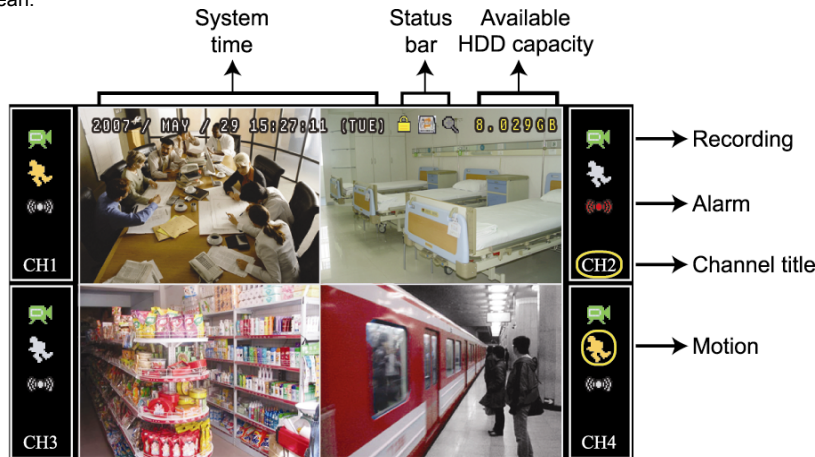 ean:
System
time
Status
bar
Available
HDD capacity
2007 / MAY / 29 15:27:11 (TUE)
8.029GB
CH1
CH2
CH3
CH4
Recording
Alarm
Channel title
Motion